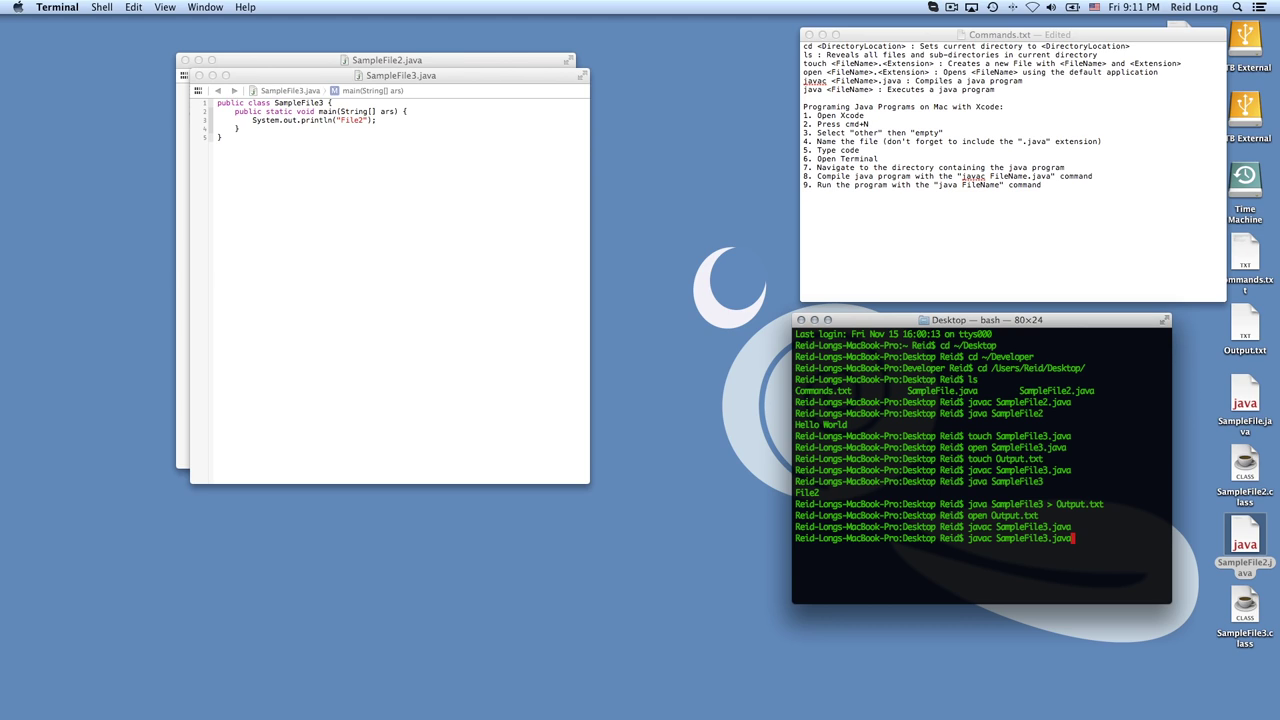 Terminal Shell Edit View Window Help
Fri 9:11 PM Reid Long
SampleFile2.java
SampleFile3.java
SampleFile3.java main(String[] ars)
1 public class SampleFile3 {
2 public static void main(String[] ars) {
3 System.out.println("File2");
4 }
5 }
Commands.txt — Edited
cd <DirectoryLocation> : Sets current directory to <DirectoryLocation>
ls : Reveals all files and sub-directories in current directory
touch <FileName>.<Extension> : Creates a new File with <FileName> and <Extension>
open <FileName>.<Extension> : Opens <FileName> using the default application
javac <FileName>.java : Compiles a java program
java <FileName> : Executes a java program
Programing Java Programs on Mac with Xcode:
1. Open Xcode
2. Press cmd+N
3. Select "other" then "empty"
4. Name the file (don't forget to include the ".java" extension)
5. Type code
6. Open Terminal
7. Navigate to the directory containing the java program
8. Compile java program with the "javac FileName.java" command
9. Run the program with the "java FileName" command
Desktop — bash — 80×24
Last login: Fri Nov 15 16:00:13 on ttys000
Reid-Longs-MacBook-Pro:~ Reid$ cd ~/Desktop
Reid-Longs-MacBook-Pro:Desktop Reid$ cd ~/Developer
Reid-Longs-MacBook-Pro:Developer Reid$ cd /Users/Reid/Desktop/
Reid-Longs-MacBook-Pro:Desktop Reid$ ls
Commands.txt SampleFile.java SampleFile2.java
Reid-Longs-MacBook-Pro:Desktop Reid$ javac SampleFile2.java
Reid-Longs-MacBook-Pro:Desktop Reid$ java SampleFile2
Hello World
Reid-Longs-MacBook-Pro:Desktop Reid$ touch SampleFile3.java
Reid-Longs-MacBook-Pro:Desktop Reid$ open SampleFile3.java
Reid-Longs-MacBook-Pro:Desktop Reid$ touch Output.txt
Reid-Longs-MacBook-Pro:Desktop Reid$ javac SampleFile3.java
Reid-Longs-MacBook-Pro:Desktop Reid$ java SampleFile3
File2
Reid-Longs-MacBook-Pro:Desktop Reid$ java SampleFile3 > Output.txt
Reid-Longs-MacBook-Pro:Desktop Reid$ open Output.txt
Reid-Longs-MacBook-Pro:Desktop Reid$ javac SampleFile3.java
Reid-Longs-MacBook-Pro:Desktop Reid$ javac SampleFile3.java
TB External
TB External
Time
Machine
TXT
ommands.tx
t
TXT
Output.txt
java
SampleFile.ja
va
CLASS
SampleFile2.c
lass
java
SampleFile2.j
ava
CLASS
SampleFile3.c
lass